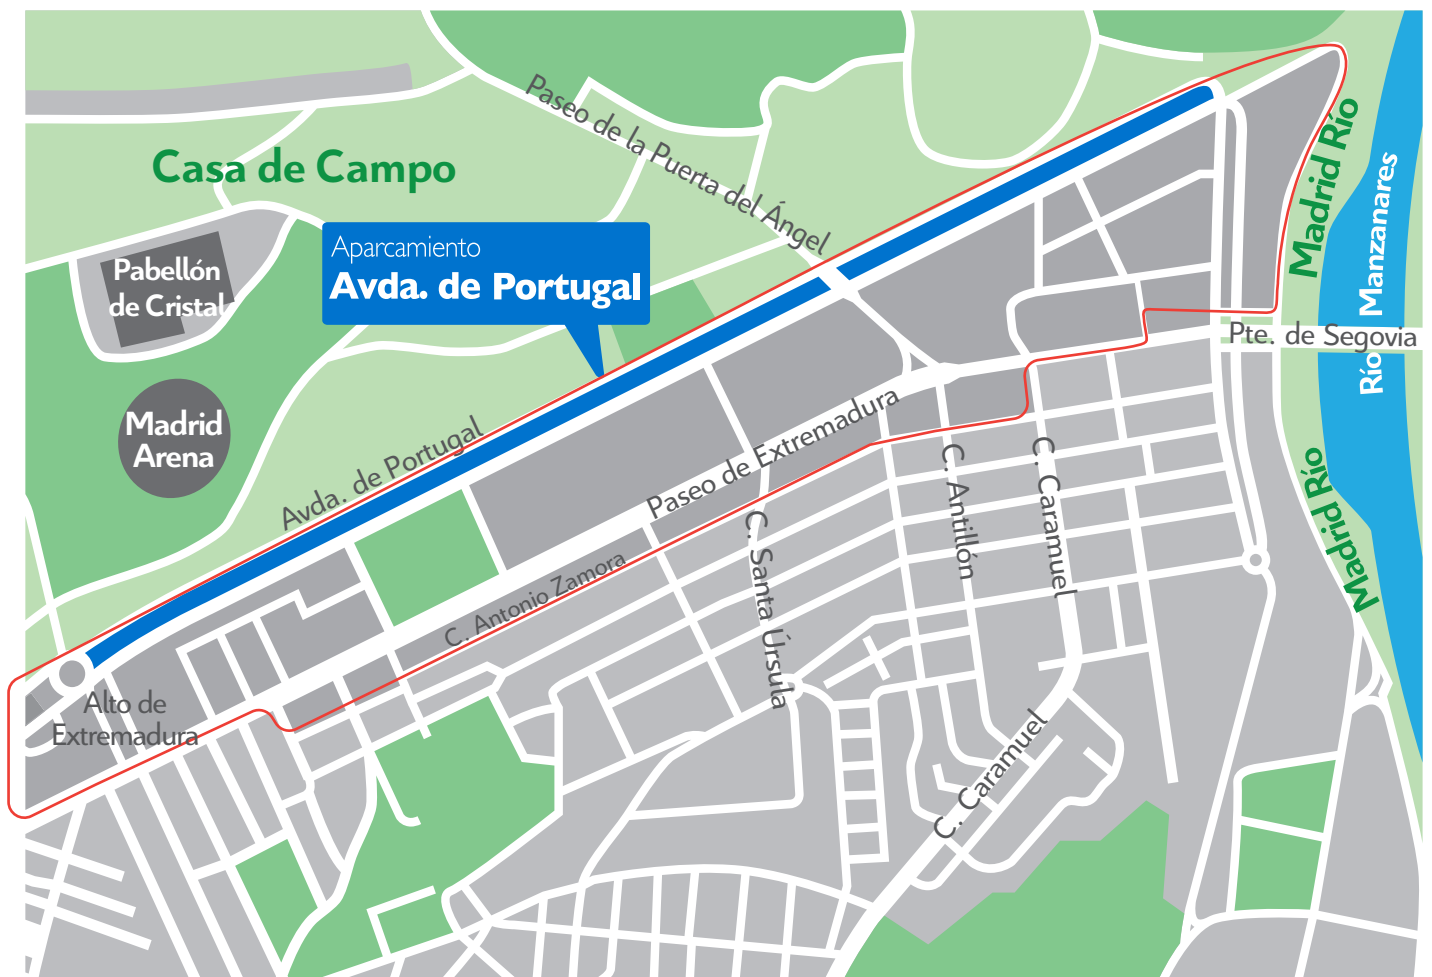 Paseo de la Puerta del Ángel
Casa de Campo
Madrid Río
Río Manzanares
Aparcamiento
Avda. de Portugal
Pabellón
de Cristal
Pte. de Segovia
Madrid
Arena
Avda. de Portugal
Paseo de Extremadura
C. Antillón
C. Caramuel
Madrid Río
C. Santa Úrsula
C. Antonio Zamora
Alto de
Extremadura
C. Caramuel